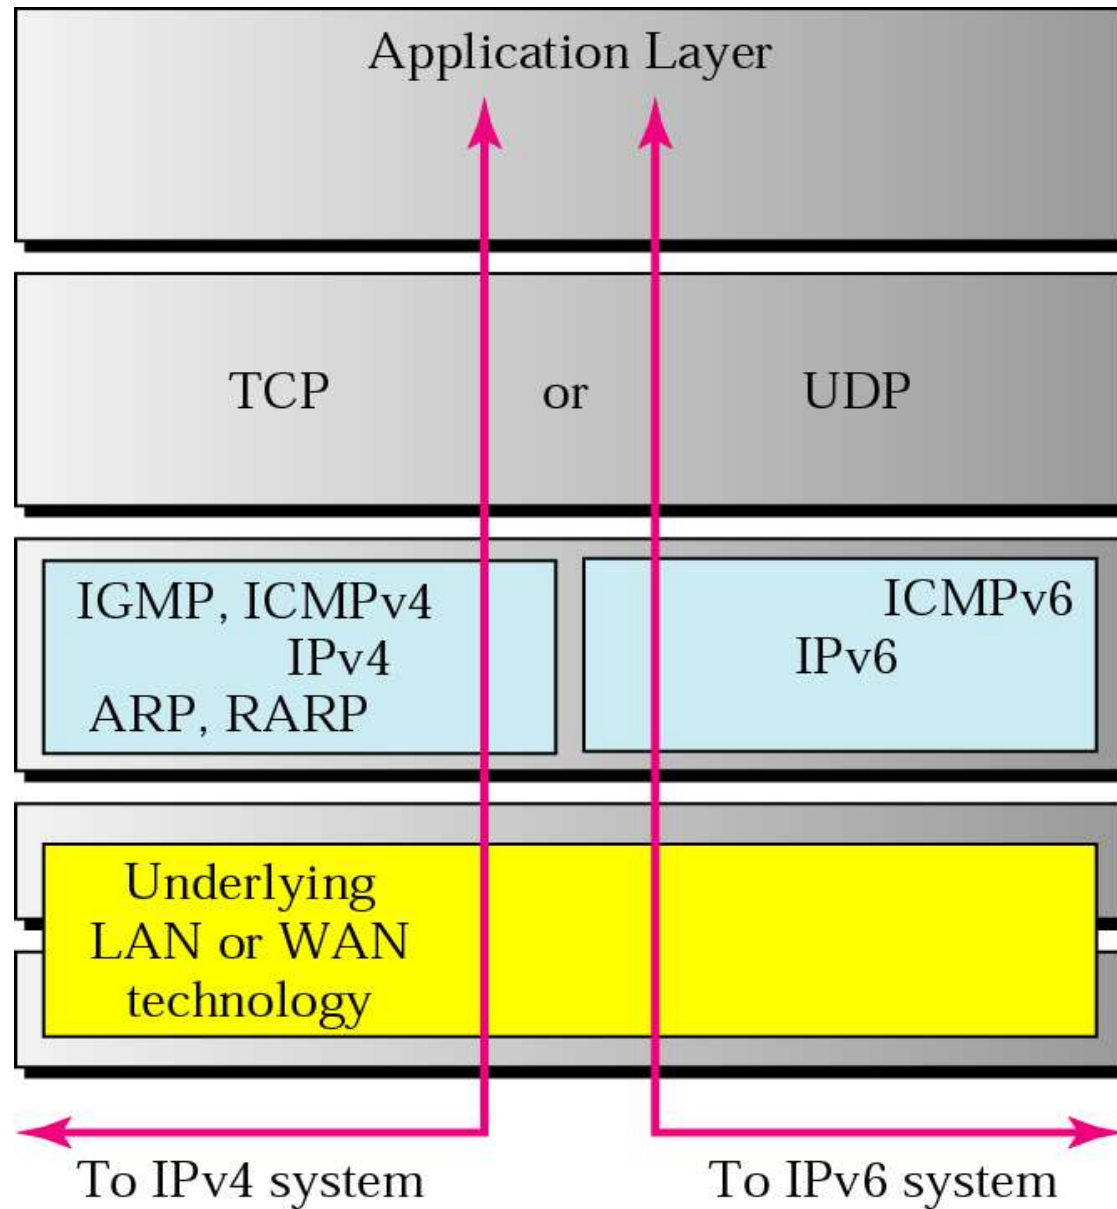 Application Layer
TCP or UDP
IGMP, ICMPv4
IPv4
ARP, RARP
ICMPv6
IPv6
Underlying
LAN or WAN
technology
To IPv4 system
To IPv6 system